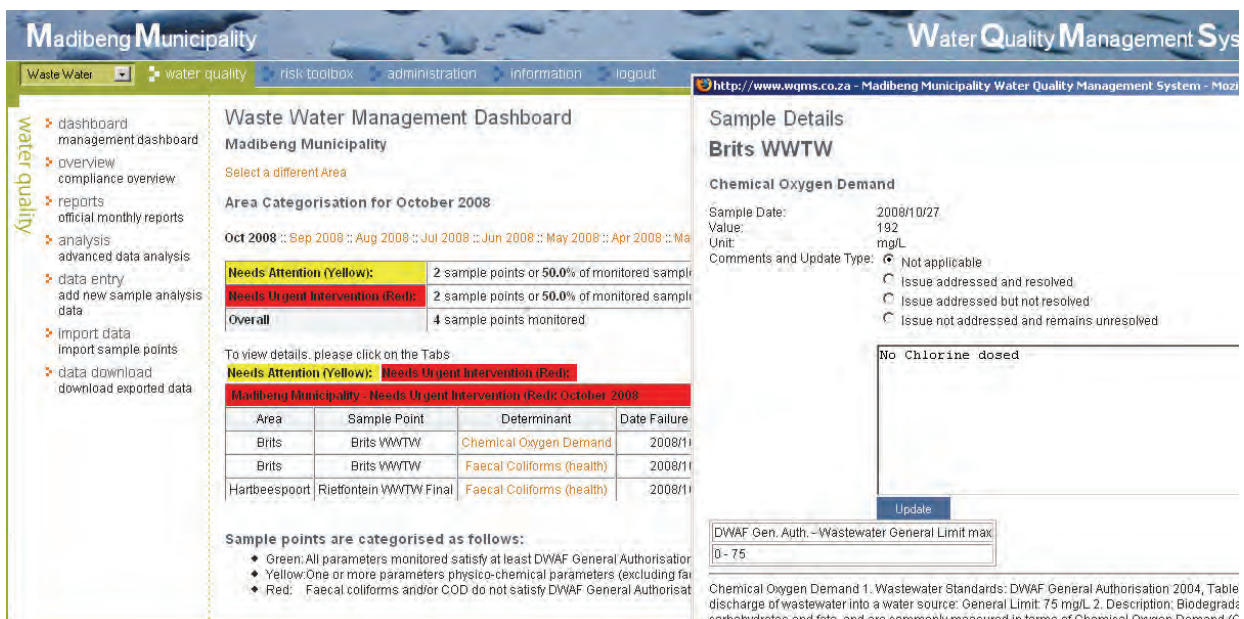 Madibeng Municipality
Water Quality Management Sys
Waste Water
water quality
risk toolbox
administration
information
logout
water quality
dashboard
management dashboard
overview
compliance overview
reports
official monthly reports
analysis
advanced data analysis
data entry
add new sample analysis
data
import data
import sample points
data download
download exported data
Waste Water Management Dashboard
Madibeng Municipality
Select a different Area
Area Categorisation for October 2008
Oct 2008 :: Sep 2008 :: Aug 2008 :: Jul 2008 :: Jun 2008 :: May 2008 :: Apr 2008 :: Ma
Needs Attention (Yellow): 2 sample points or 50.0% of monitored sampl
Needs Urgent Intervention (Red): 2 sample points or 50.0% of monitored sampl
Overall 4 sample points monitored
To view details. please click on the Tabs
Needs Attention (Yellow): Needs Urgent Intervention (Red):
Madibeng Municipality - Needs Urgent Intervention (Red): October 2008
Area Sample Point Determinant Date Failure
Brits Brits WWTW Chemical Oxygen Demand 2008/1
Brits Brits WWTW Faecal Coliforms (health) 2008/1
Hartbeespoort Rietfontein WWTW Final Faecal Coliforms (health) 2008/1
Sample points are categorised as follows:
Green: All parameters monitored satisfy at least DWAF General Authorisation
Yellow: One or more parameters physico-chemical parameters (excluding fa
Red: Faecal coliforms and/or COD do not satisfy DWAF General Authorisat
http://www.wqms.co.za - Madibeng Municipality Water Quality Management System - Mozi
Sample Details
Brits WWTW
Chemical Oxygen Demand
Sample Date: 2008/10/27
Value: 192
Unit: mg/L
Comments and Update Type: Not applicable
Issue addressed and resolved
Issue addressed but not resolved
Issue not addressed and remains unresolved
No Chlorine dosed
Update
DWAF Gen. Auth. - Wastewater General Limit max
0 - 75
Chemical Oxygen Demand 1. Wastewater Standards: DWAF General Authorisation 2004, Table
discharge of wastewater into a water source: General Limit: 75 mg/L 2. Description: Biodegrada
carbohydrates and fats, and are commonly measured in terms of Chemical Oxygen Demand (C